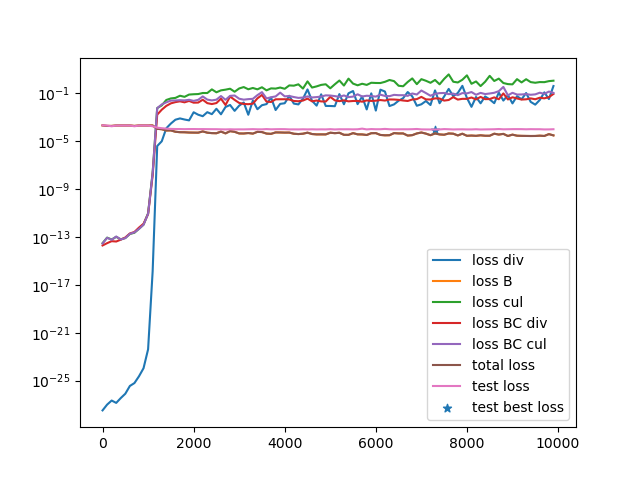 10⁻¹
10⁻⁵
10⁻⁹
10⁻¹³
10⁻¹⁷
10⁻²¹
10⁻²⁵
0 2000 4000 6000 8000 10000
loss div
loss B
loss cul
loss BC div
loss BC cul
total loss
test loss
test best loss